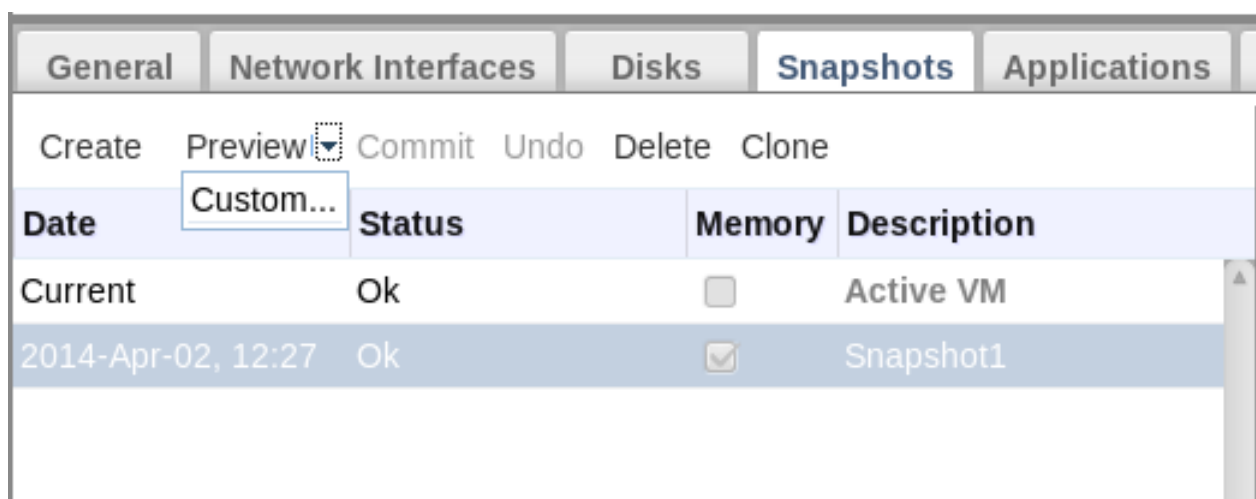 General Network Interfaces Disks Snapshots Applications
Create Preview Commit Undo Delete Clone
Custom...
Date Status Memory Description
Current Ok Active VM
2014-Apr-02, 12:27 Ok Snapshot1